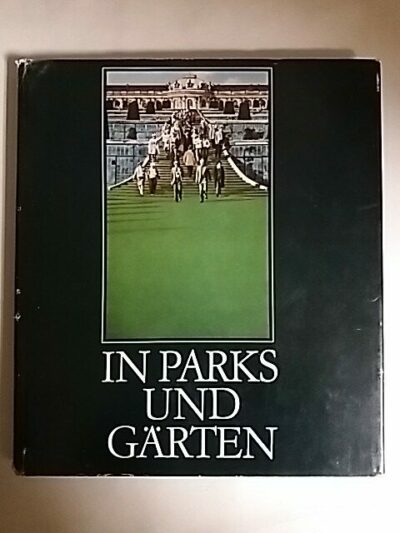 IN PARKS
UND
GÄRTEN